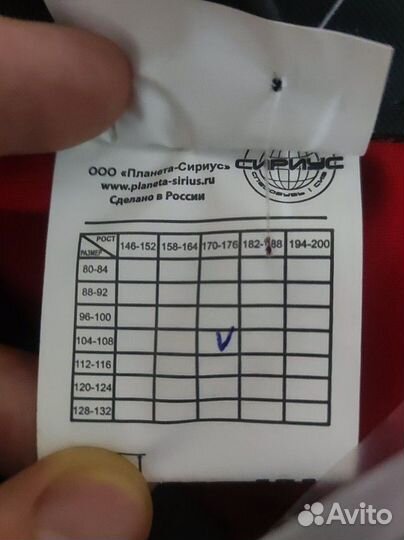 ООО «Планета-Сириус»
www.planeta-sirius.ru
Сделано в России
СИРИУС
РОСТ
РАЗМЕР
146-152 158-164 170-176 182-188 194-200
80-84
88-92
96-100
104-108 V
112-116
120-124
128-132
Avito